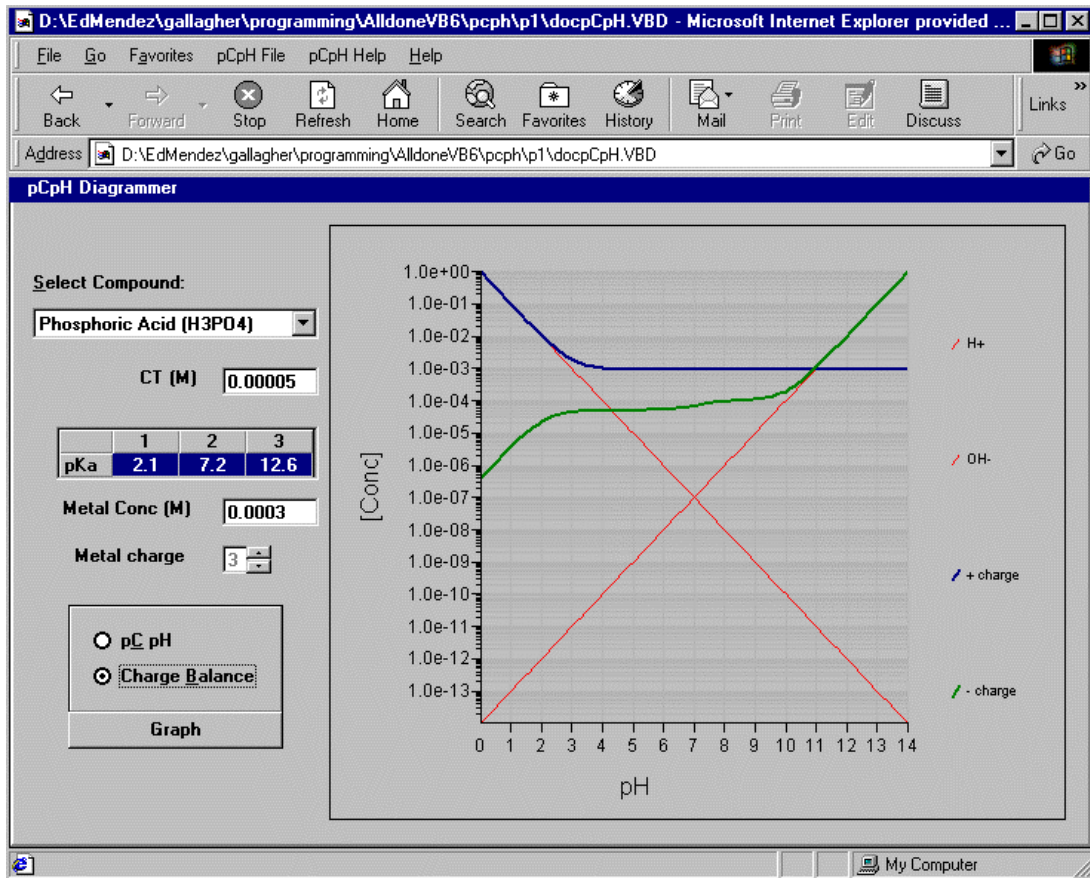 D:\EdMendez\gallagher\programming\AlldoneVB6\pcph\p1\docpCpH.VBD - Microsoft Internet Explorer provided ...
File Go Favorites pCpH File pCpH Help Help
Back Forward Stop Refresh Home Search Favorites History Mail Print Edit Discuss Links »
Address D:\EdMendez\gallagher\programming\AlldoneVB6\pcph\p1\docpCpH.VBD Go
pCpH Diagrammer
Select Compound:
Phosphoric Acid (H3PO4)
CT (M) 0.00005
1 2 3
pKa 2.1 7.2 12.6
Metal Conc (M) 0.0003
Metal charge 3
pC pH
Charge Balance
Graph
[Conc]
1.0e+00
1.0e-01
1.0e-02
1.0e-03
1.0e-04
1.0e-05
1.0e-06
1.0e-07
1.0e-08
1.0e-09
1.0e-10
1.0e-11
1.0e-12
1.0e-13
0 1 2 3 4 5 6 7 8 9 10 11 12 13 14
pH
H+
OH-
+ charge
- charge
My Computer